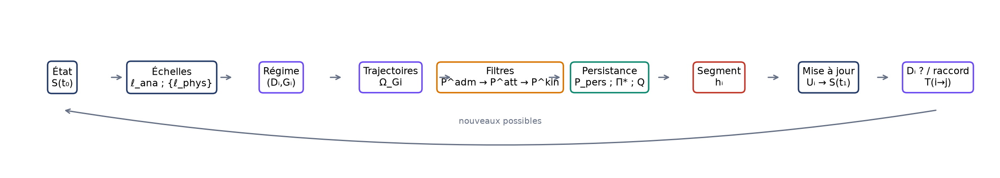 État
S(t₀)
Échelles
ℓ_ana ; {ℓ_phys}
Régime
(Dᵢ,Gᵢ)
Trajectoires
Ω_Gi
Filtres
P^adm → P^att → P^kin
Persistance
P_pers ; Π* ; Q
Segment
hᵢ
Mise à jour
Uᵢ → S(t₁)
Dᵢ ? / raccord
T(i→j)
nouveaux possibles